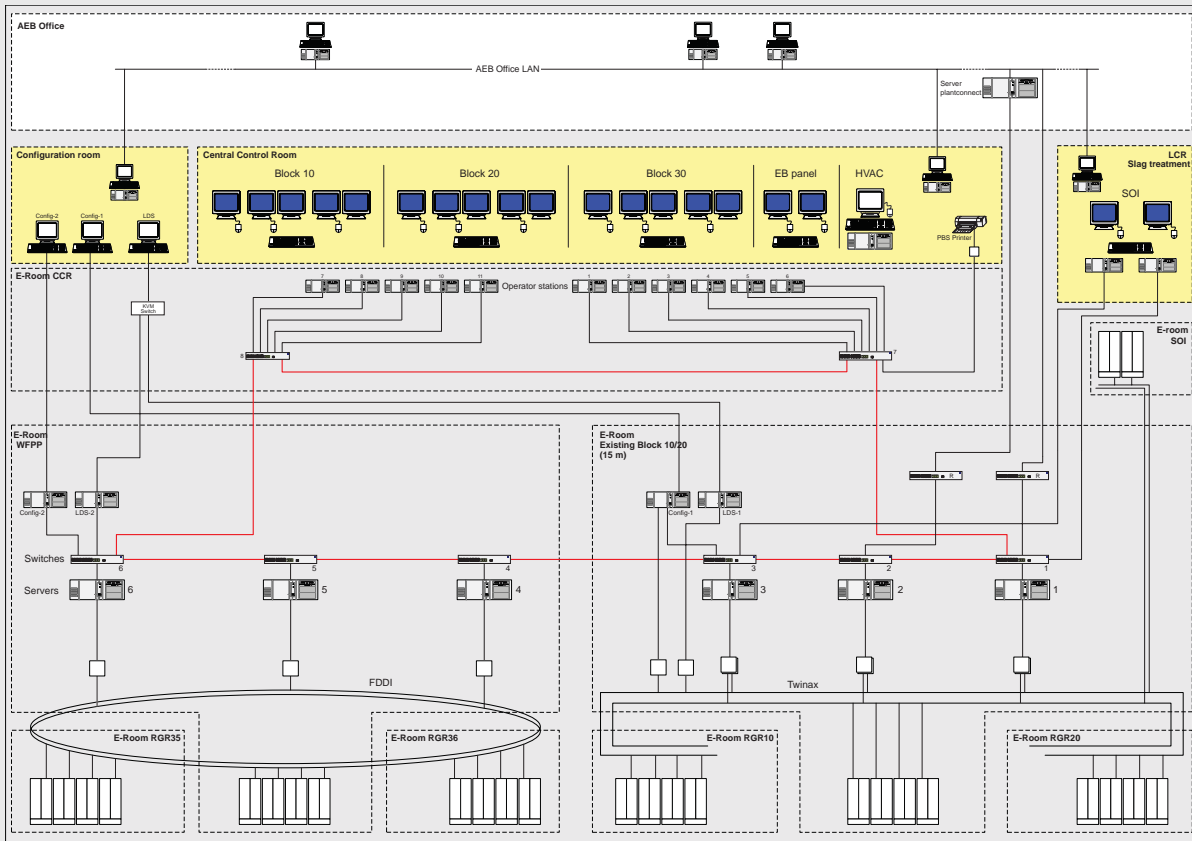 AEB Office
AEB Office LAN
Server
plantconnect
Configuration room
Central Control Room
LCR
Slag treatment
Block 10
Block 20
Block 30
EB panel
HVAC
SOI
Config-2
Config-1
LDS
PBS Printer
E-Room CCR
7
8
9
10
11
Operator stations
1
2
3
4
5
6
KVM
Switch
8
7
E-room
SOI
E-Room
WFPP
E-Room
Existing Block 10/20
(15 m)
R
R
Config-2
LDS-2
Config-1
LDS-1
Switches
6
5
4
3
2
1
Servers
6
5
4
3
2
1
FDDI
Twinax
E-Room RGR35
E-Room RGR36
E-Room RGR10
E-Room RGR20